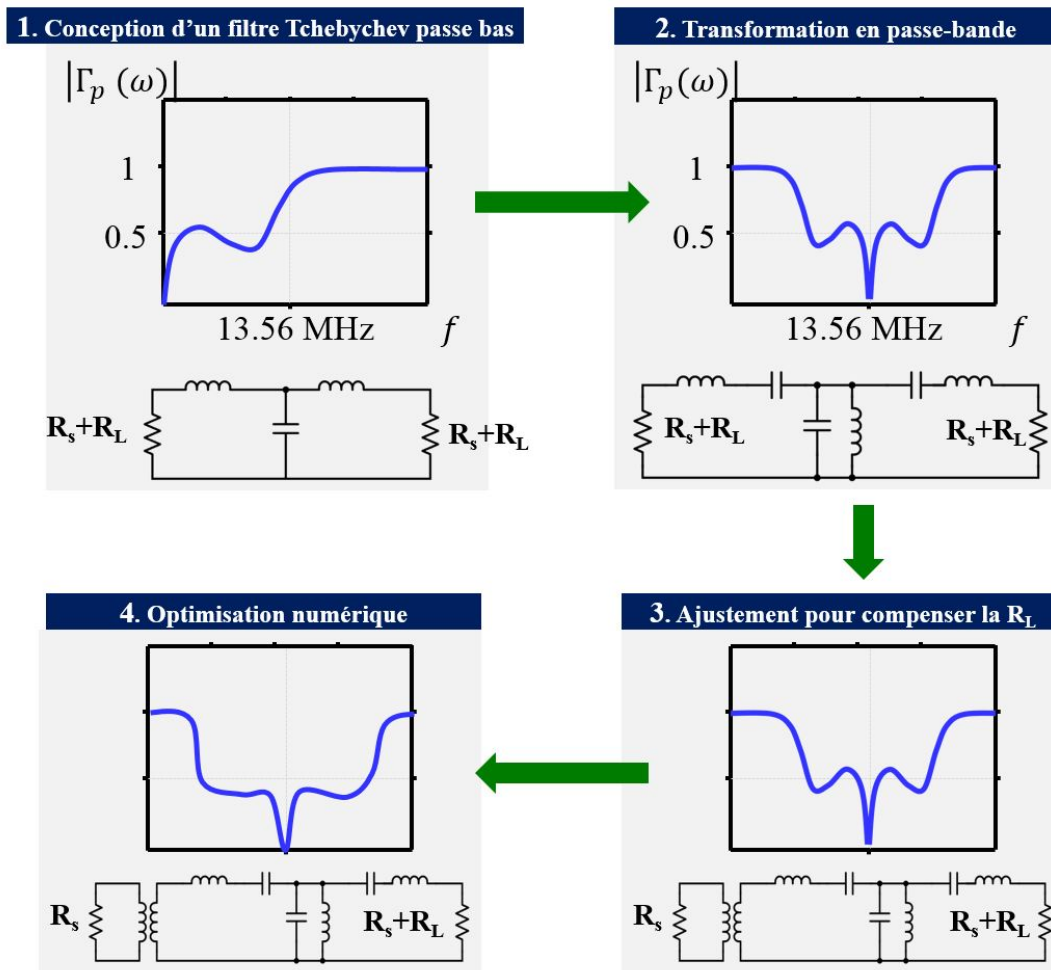 1. Conception d'un filtre Tchebychev passe bas
|Γp (ω)|
1
0.5
13.56 MHz f
Rs+RL
Rs+RL
2. Transformation en passe-bande
|Γp(ω)|
1
0.5
13.56 MHz f
Rs+RL
Rs+RL
4. Optimisation numérique
Rs
Rs+RL
3. Ajustement pour compenser la RL
Rs
Rs+RL